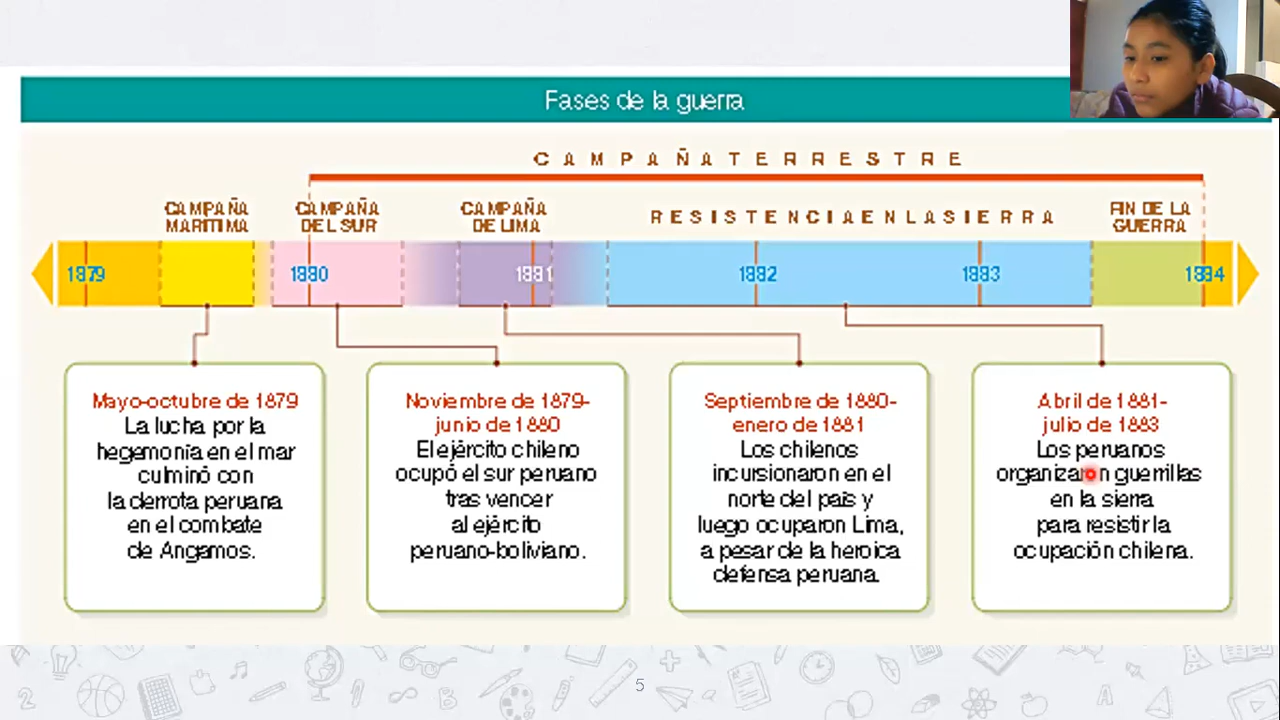 Fases de la guerra
CAMPAÑA TERRESTRE
CAMPAÑA
MARÍTIMA
CAMPAÑA
DEL SUR
CAMPAÑA
DE LIMA
RESISTENCIA EN LA SIERRA
FIN DE LA
GUERRA
1879
1880
1881
1882
1883
1884
Mayo-octubre de 1879
La lucha por la
hegemonía en el mar
culminó con
la derrota peruana
en el combate
de Angamos.
Noviembre de 1879-
junio de 1880
El ejército chileno
ocupó el sur peruano
tras vencer
al ejército
peruano-boliviano.
Septiembre de 1880-
enero de 1881
Los chilenos
incursionaron en el
norte del país y
luego ocuparon Lima,
a pesar de la heroica
defensa peruana.
Abril de 1881-
julio de 1883
Los peruanos
organizaron guerrillas
en la sierra
para resistir la
ocupación chilena.
5